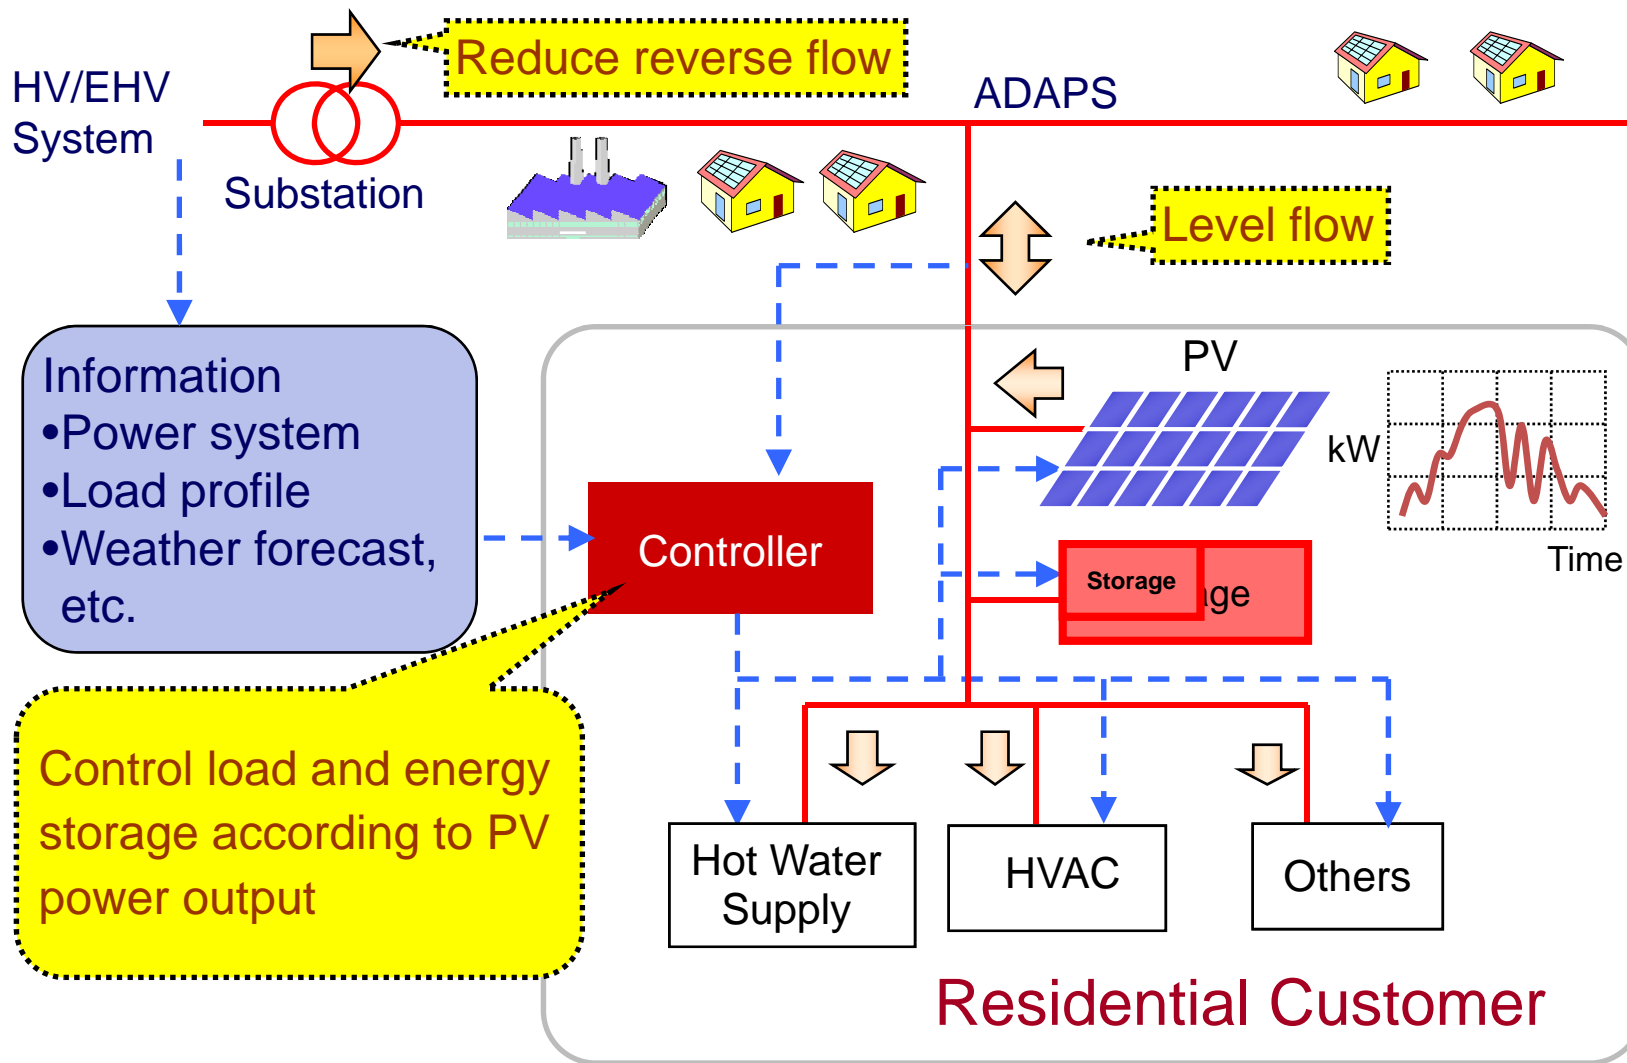 Reduce reverse flow
HV/EHV
System
ADAPS
Substation
Level flow
Information
•Power system
•Load profile
•Weather forecast,
etc.
PV
kW
Time
Controller
Storage
age
Control load and energy
storage according to PV
power output
Hot Water
Supply
HVAC
Others
Residential Customer